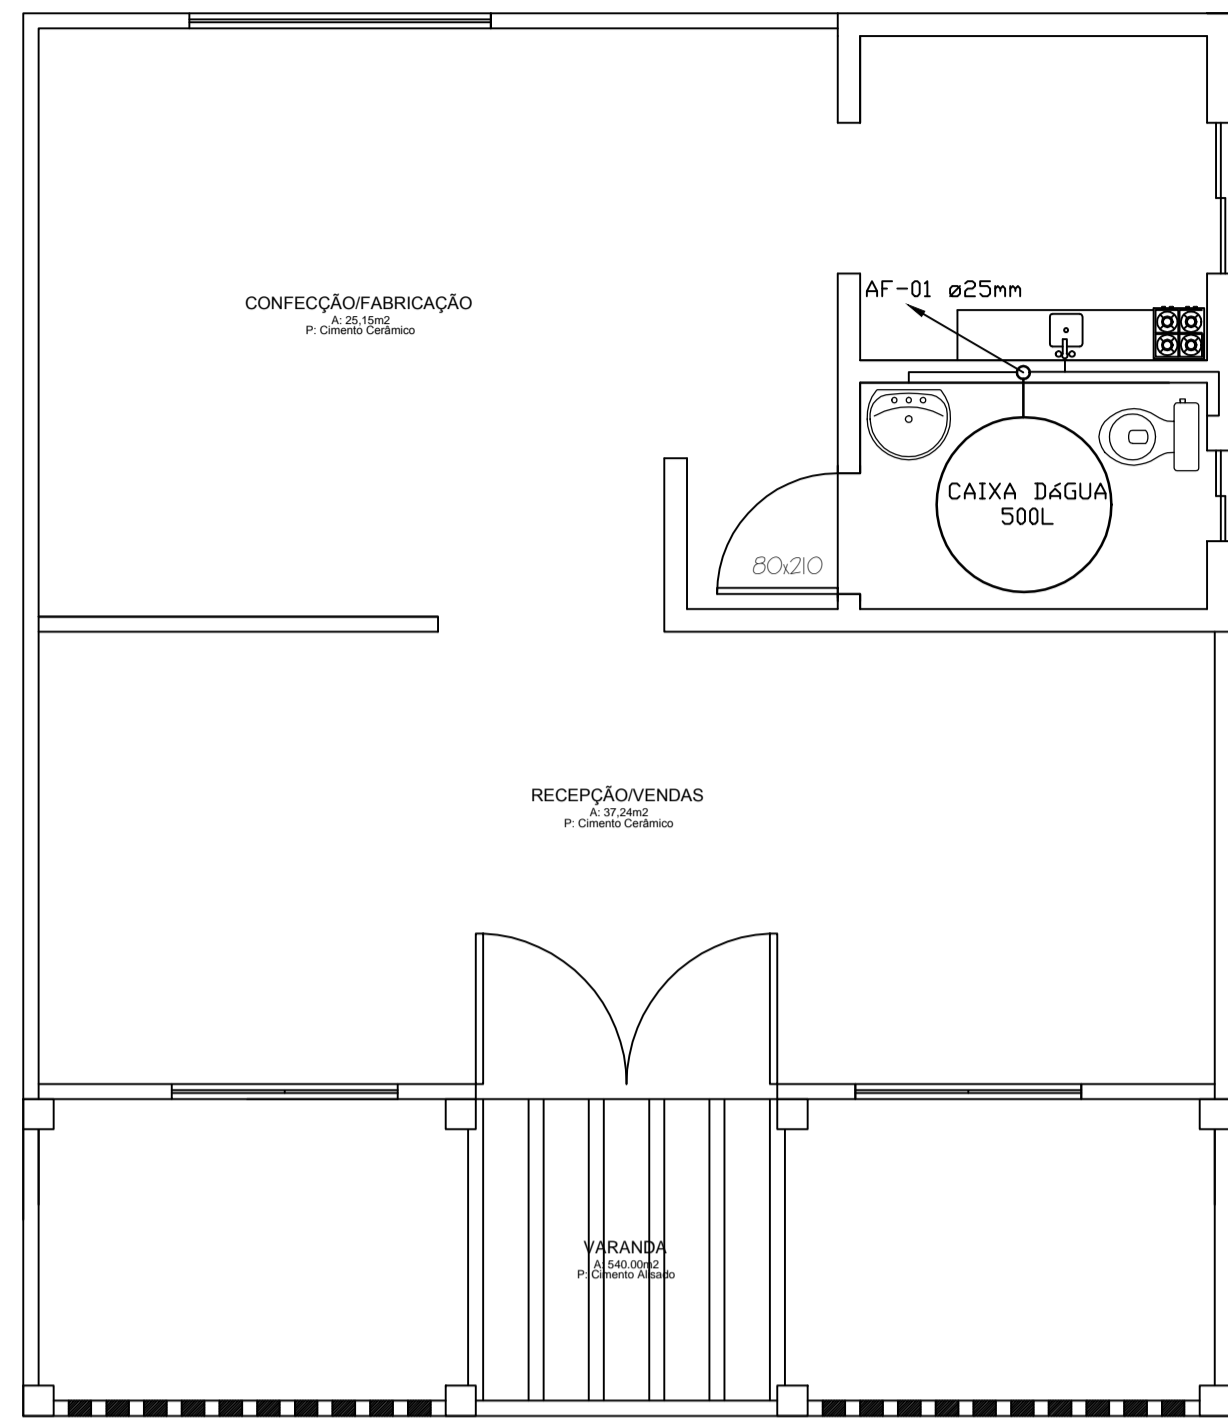 CONFECÇÃO/FABRICAÇÃO
A: 25,15m2
P: Cimento Cerâmico
AF-01 ø25mm
CAIXA DáGUA
500L
80x210
RECEPÇÃO/VENDAS
A: 37,24m2
P: Cimento Cerâmico
VARANDA
A: 540.00m2
P: Cimento Alisado